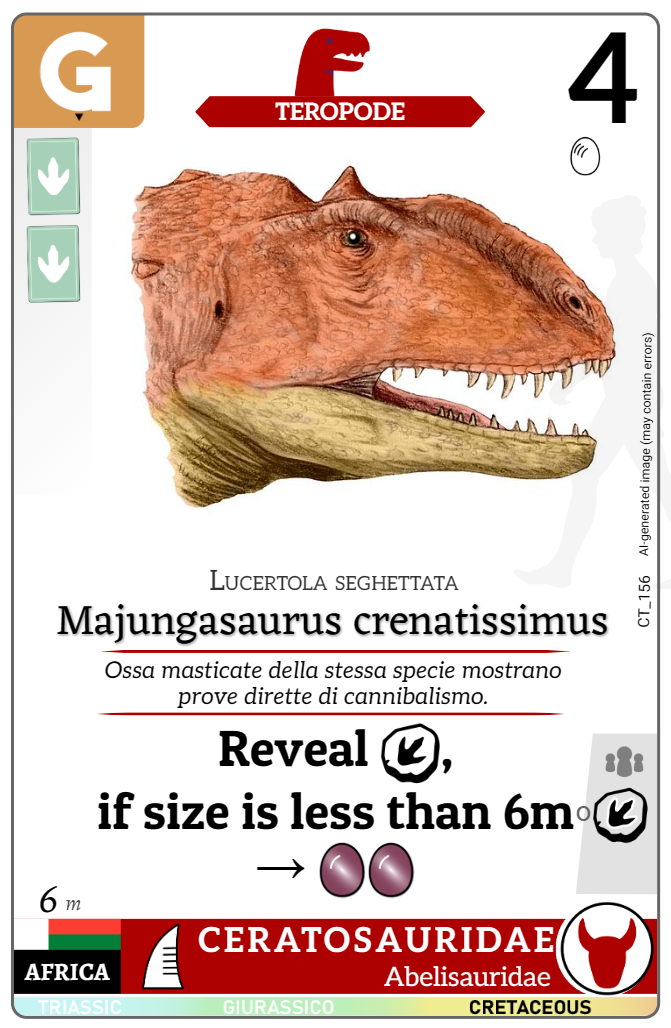 G
TEROPODE
4
AI-generated image (may contain errors)
CT_156
Lucertola seghettata
Majungasaurus crenatissimus
Ossa masticate della stessa specie mostrano
prove dirette di cannibalismo.
Reveal ,
if size is less than 6m
→
6 m
AFRICA
CERATOSAURIDAE
Abelisauridae
TRIASSIC GIURASSICO CRETACEOUS